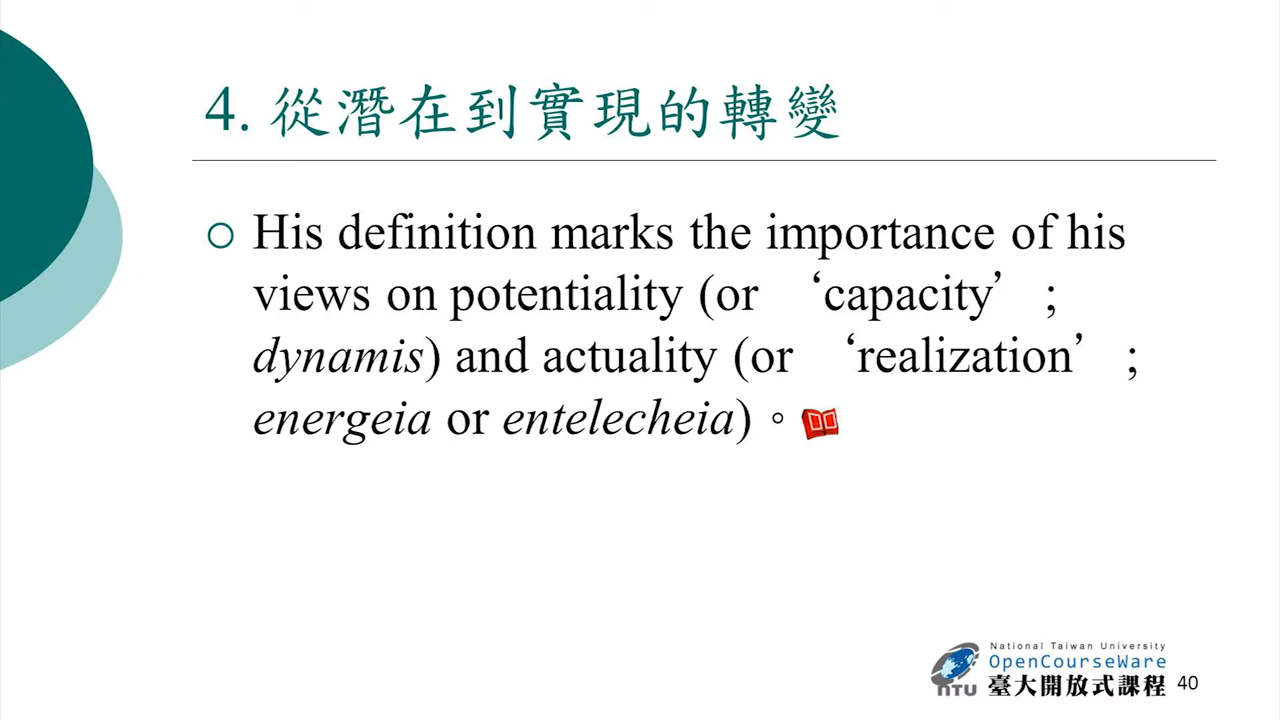 4. 從潛在到實現的轉變
His definition marks the importance of his
views on potentiality (or ‘capacity’;
dynamis) and actuality (or ‘realization’;
energeia or entelecheia)。
National Taiwan University
OpenCourseWare
NTU 臺大開放式課程 40